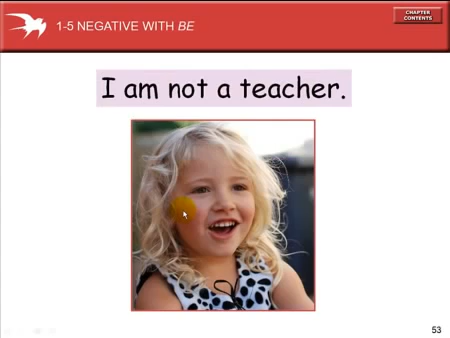 1-5 NEGATIVE WITH BE
CHAPTER
CONTENTS
I am not a teacher.
53